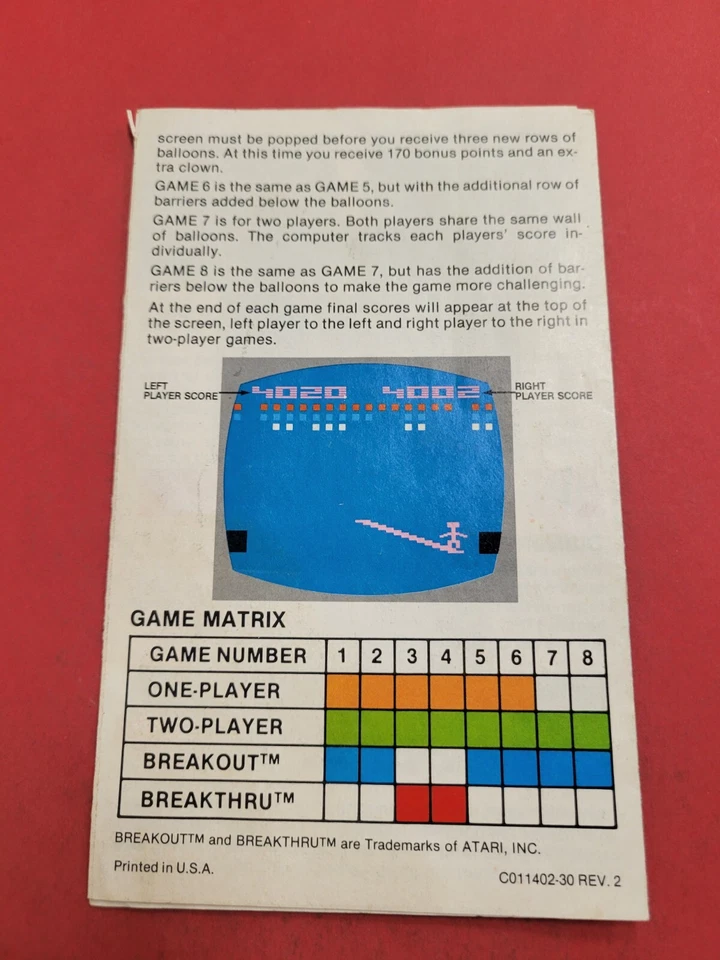 screen must be popped before you receive three new rows of
balloons. At this time you receive 170 bonus points and an ex-
tra clown.
GAME 6 is the same as GAME 5, but with the additional row of
barriers added below the balloons.
GAME 7 is for two players. Both players share the same wall
of balloons. The computer tracks each players' score in-
dividually.
GAME 8 is the same as GAME 7, but has the addition of bar-
riers below the balloons to make the game more challenging.
At the end of each game final scores will appear at the top of
the screen, left player to the left and right player to the right in
two-player games.
LEFT
PLAYER SCORE
4020 4002
RIGHT
PLAYER SCORE
GAME MATRIX
GAME NUMBER 1 2 3 4 5 6 7 8
ONE-PLAYER
TWO-PLAYER
BREAKOUT™
BREAKTHRU™
BREAKOUT™ and BREAKTHRU™ are Trademarks of ATARI, INC.
Printed in U.S.A.
C011402-30 REV. 2